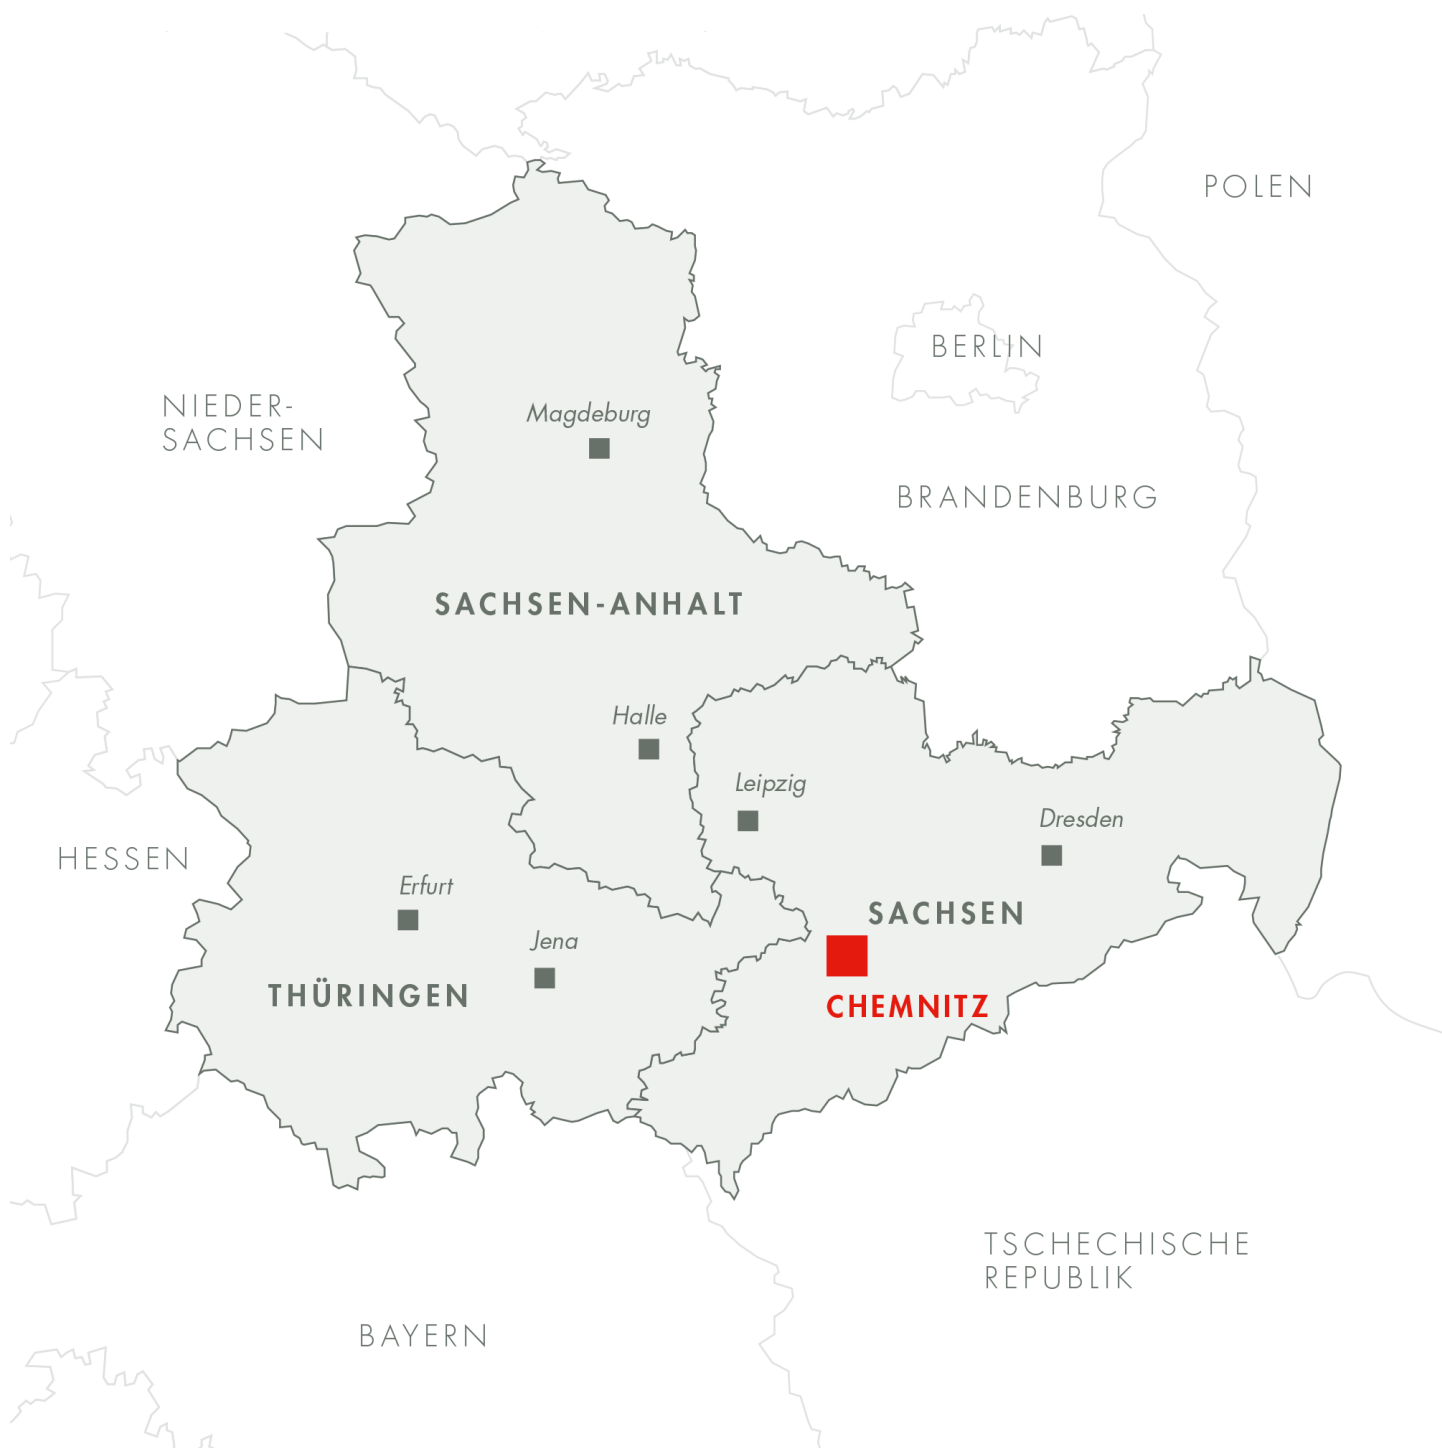 POLEN
BERLIN
NIEDER-
SACHSEN
Magdeburg
BRANDENBURG
SACHSEN-ANHALT
Halle
Leipzig
Dresden
HESSEN
Erfurt
SACHSEN
Jena
THÜRINGEN
CHEMNITZ
TSCHECHISCHE
REPUBLIK
BAYERN